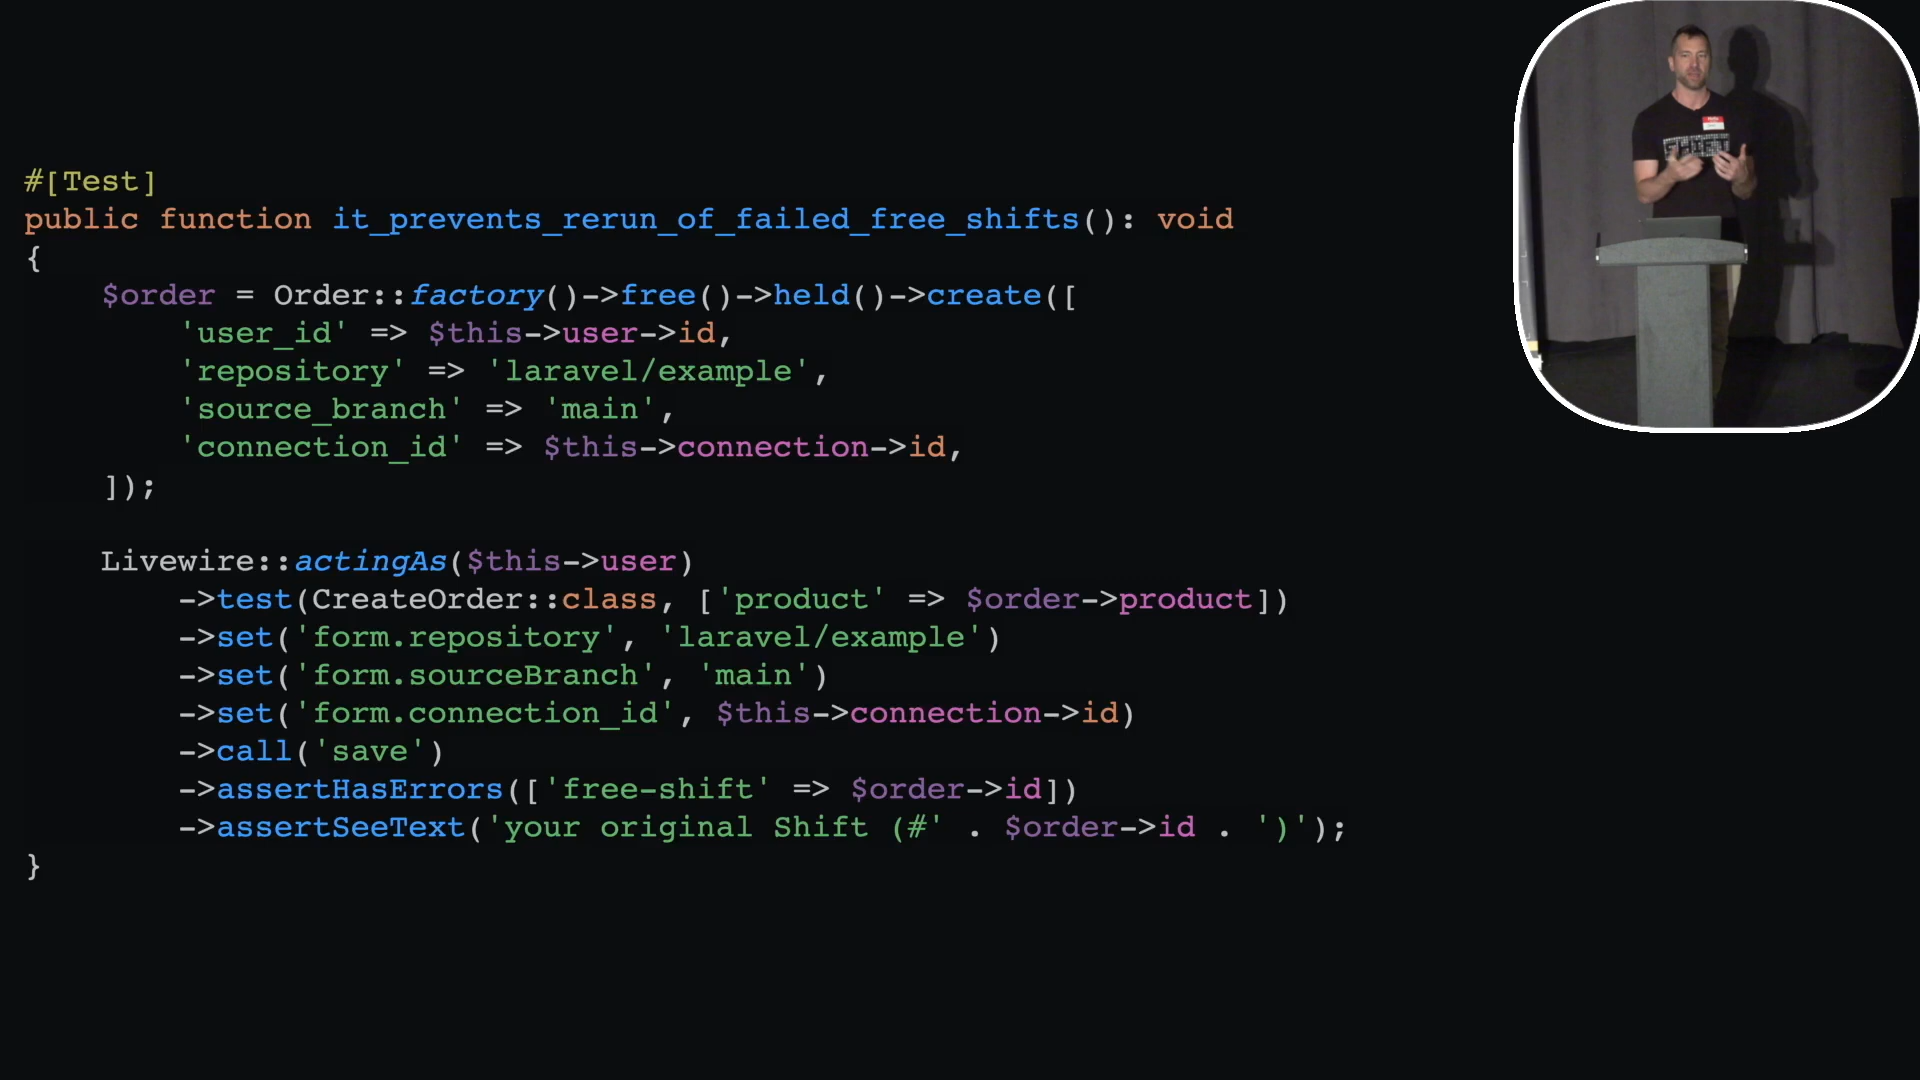 #[Test]
public function it_prevents_rerun_of_failed_free_shifts(): void
{
    $order = Order::factory()->free()->held()->create([
        'user_id' => $this->user->id,
        'repository' => 'laravel/example',
        'source_branch' => 'main',
        'connection_id' => $this->connection->id,
    ]);

    Livewire::actingAs($this->user)
        ->test(CreateOrder::class, ['product' => $order->product])
        ->set('form.repository', 'laravel/example')
        ->set('form.sourceBranch', 'main')
        ->set('form.connection_id', $this->connection->id)
        ->call('save')
        ->assertHasErrors(['free-shift' => $order->id])
        ->assertSeeText('your original Shift (#' . $order->id . ')');
}
SHIFT